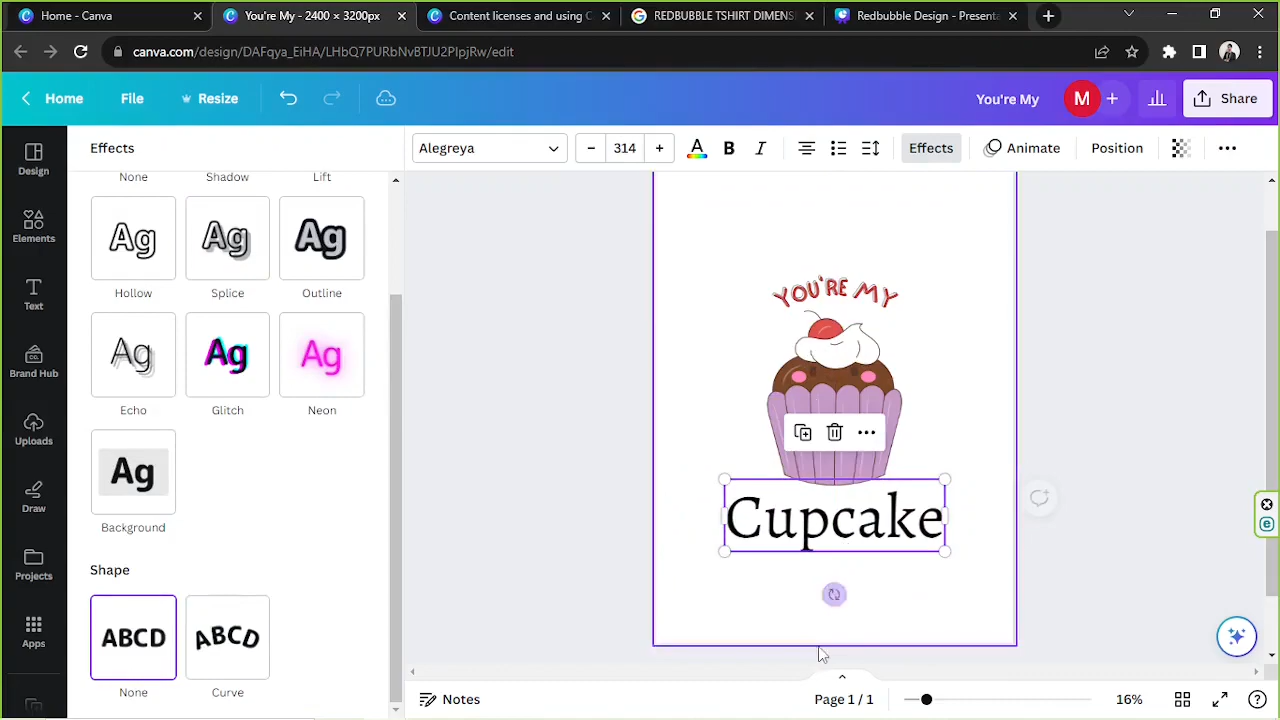 Home - Canva
You're My - 2400 × 3200px
Content licenses and using C
REDBUBBLE TSHIRT DIMENS
Redbubble Design - Presenta
canva.com/design/DAFqya_EiHA/LHbQ7PURbNvBTJU2PIpjRw/edit
Home
File
Resize
You're My
M
Share
Design
Elements
Text
Brand Hub
Uploads
Draw
Projects
Apps
Effects
None
Shadow
Lift
Ag
Ag
Ag
Hollow
Splice
Outline
Ag
Ag
Ag
Echo
Glitch
Neon
Ag
Background
Shape
ABCD
ABCD
None
Curve
Alegreya
314
A
B
I
Effects
Animate
Position
YOU'RE MY
Cupcake
Notes
Page 1 / 1
16%